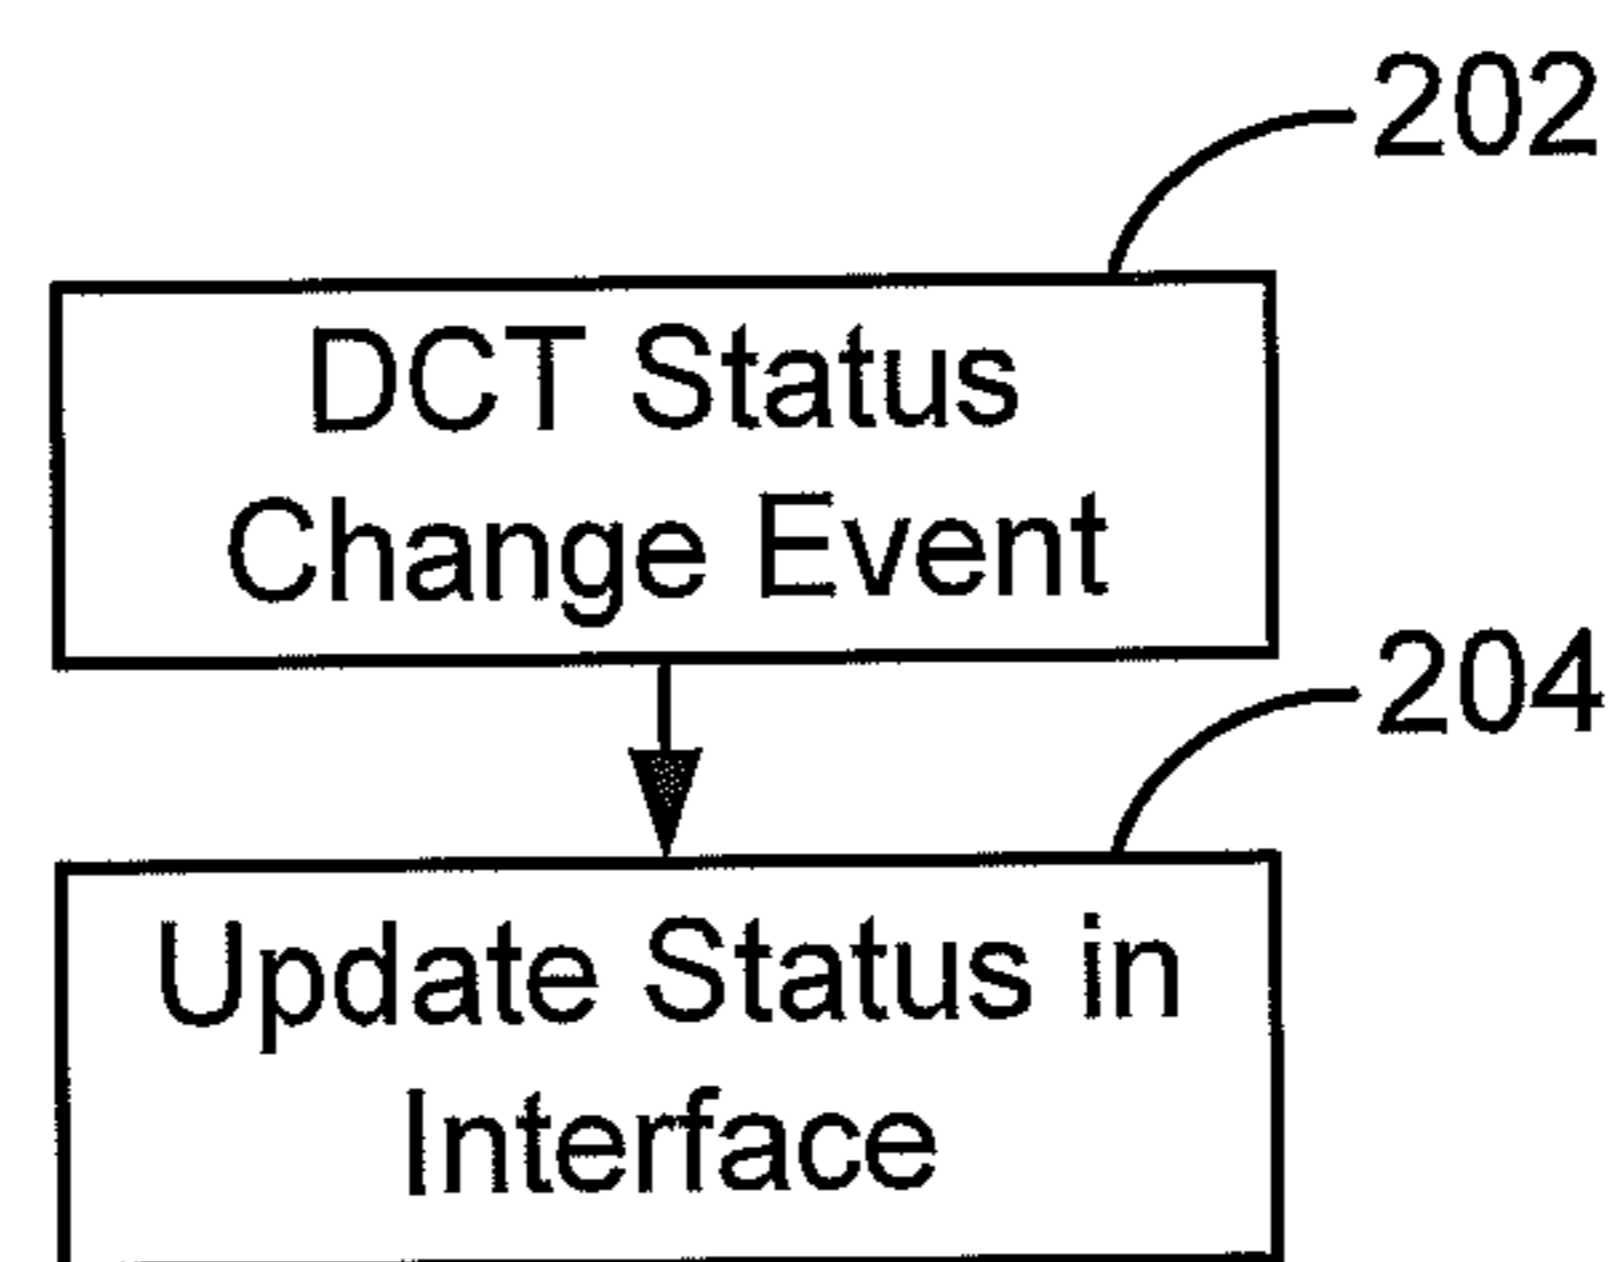 202
DCT Status
Change Event
204
Update Status in
Interface